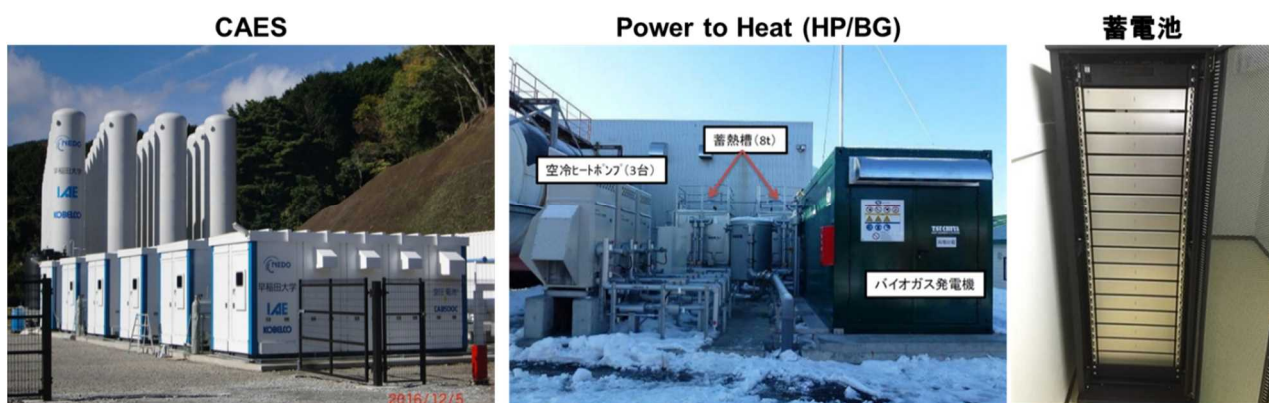 CAES
Power to Heat (HP/BG)
蓄電池
NEDO
早稲田大学
IAE
KOBELCO
NEDO
早稲田大学
IAE
KOBELCO
2016/12/5
蓄熱槽(8t)
空冷ヒートポンプ(3台)
バイオガス発電機